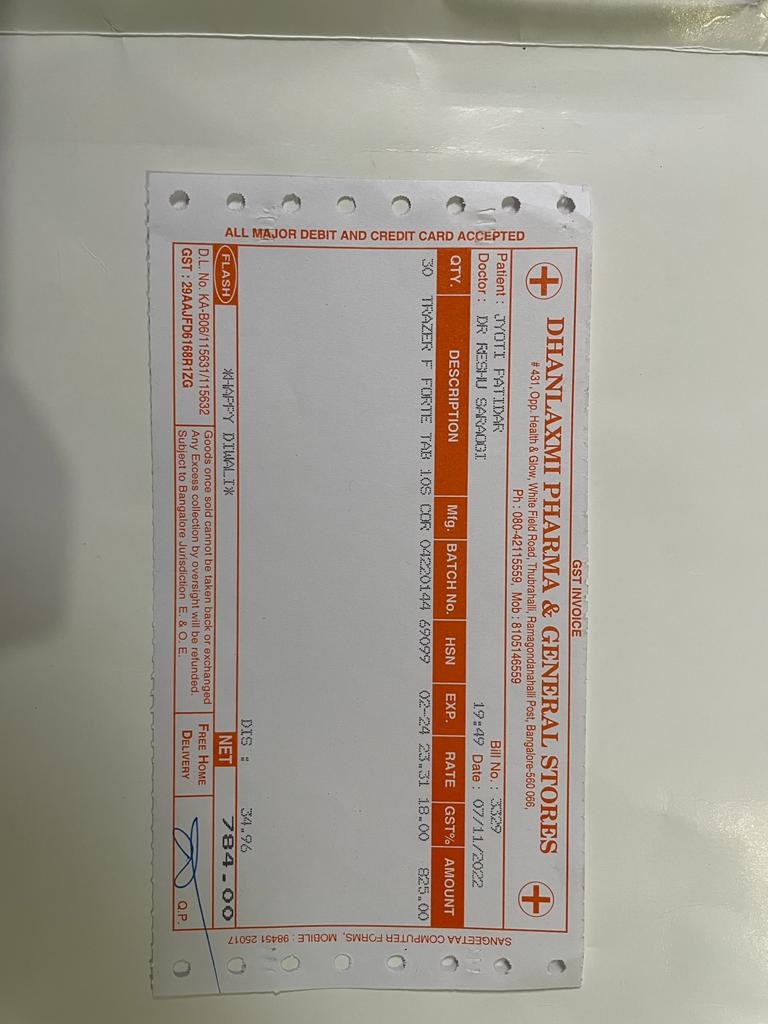 GST INVOICE
DHANLAXMI PHARMA & GENERAL STORES
# 431, Opp. Health & Glow, White Field Road, Thubrahalli, Ramagondanahalli Post, Bangalore-560 066,
Ph : 080-42115559, Mob : 8105146559
Patient : JYOTI PATIDAR Bill No. : 3329
Doctor : DR RESHU SARAOGI 19:49 Date : 07/11/2022
QTY. DESCRIPTION Mfg. BATCH No. HSN EXP. RATE GST% AMOUNT
30 TRAZER F FORTE TAB 10S COR 04220144 69099 02-24 23.31 18.00 825.00
DIS : 34.96
FLASH *HAPPY DIWALI* NET 784.00
D.L. No. KA-B06/115631/115632
GST : 29AAJFD6168R1ZG
Goods once sold cannot be taken back or exchanged
Any Excess collection by oversight will be refunded.
Subject to Bangalore Jurisdiction E. & O. E.
FREE HOME
DELIVERY
Q.P.
ALL MAJOR DEBIT AND CREDIT CARD ACCEPTED
SANGEETAA COMPUTER FORMS, MOBILE : 98451 25017